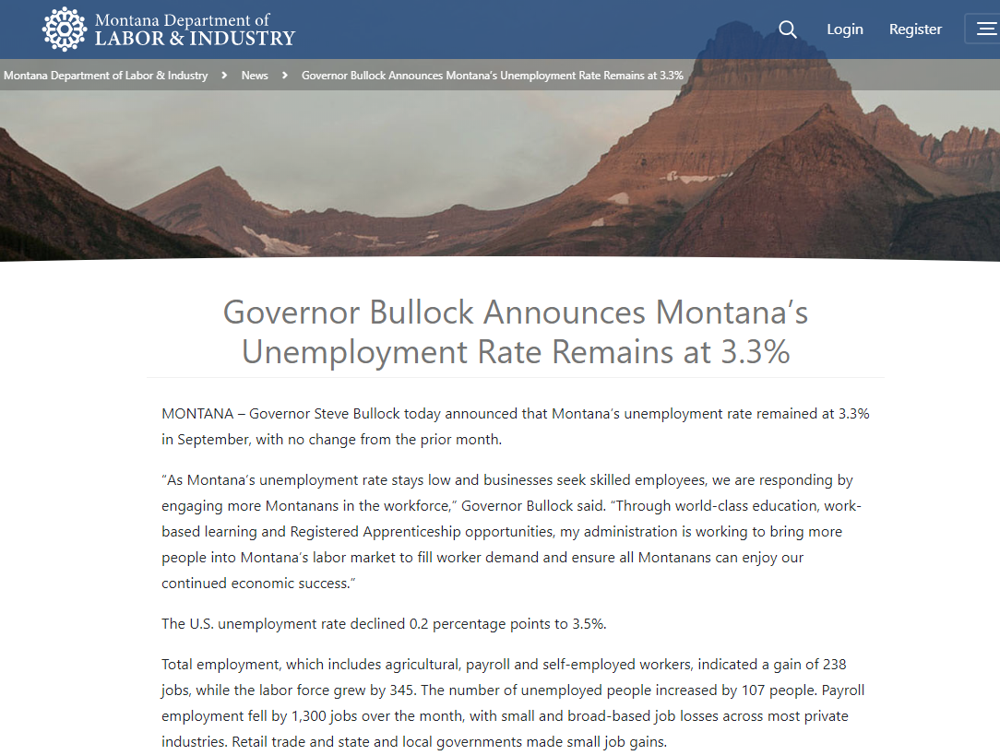 Montana Department of
LABOR & INDUSTRY
Login
Register
Montana Department of Labor & Industry > News > Governor Bullock Announces Montana's Unemployment Rate Remains at 3.3%
Governor Bullock Announces Montana’s
Unemployment Rate Remains at 3.3%
MONTANA – Governor Steve Bullock today announced that Montana’s unemployment rate remained at 3.3%
in September, with no change from the prior month.
“As Montana’s unemployment rate stays low and businesses seek skilled employees, we are responding by
engaging more Montanans in the workforce,” Governor Bullock said. “Through world-class education, work-
based learning and Registered Apprenticeship opportunities, my administration is working to bring more
people into Montana’s labor market to fill worker demand and ensure all Montanans can enjoy our
continued economic success.”
The U.S. unemployment rate declined 0.2 percentage points to 3.5%.
Total employment, which includes agricultural, payroll and self-employed workers, indicated a gain of 238
jobs, while the labor force grew by 345. The number of unemployed people increased by 107 people. Payroll
employment fell by 1,300 jobs over the month, with small and broad-based job losses across most private
industries. Retail trade and state and local governments made small job gains.